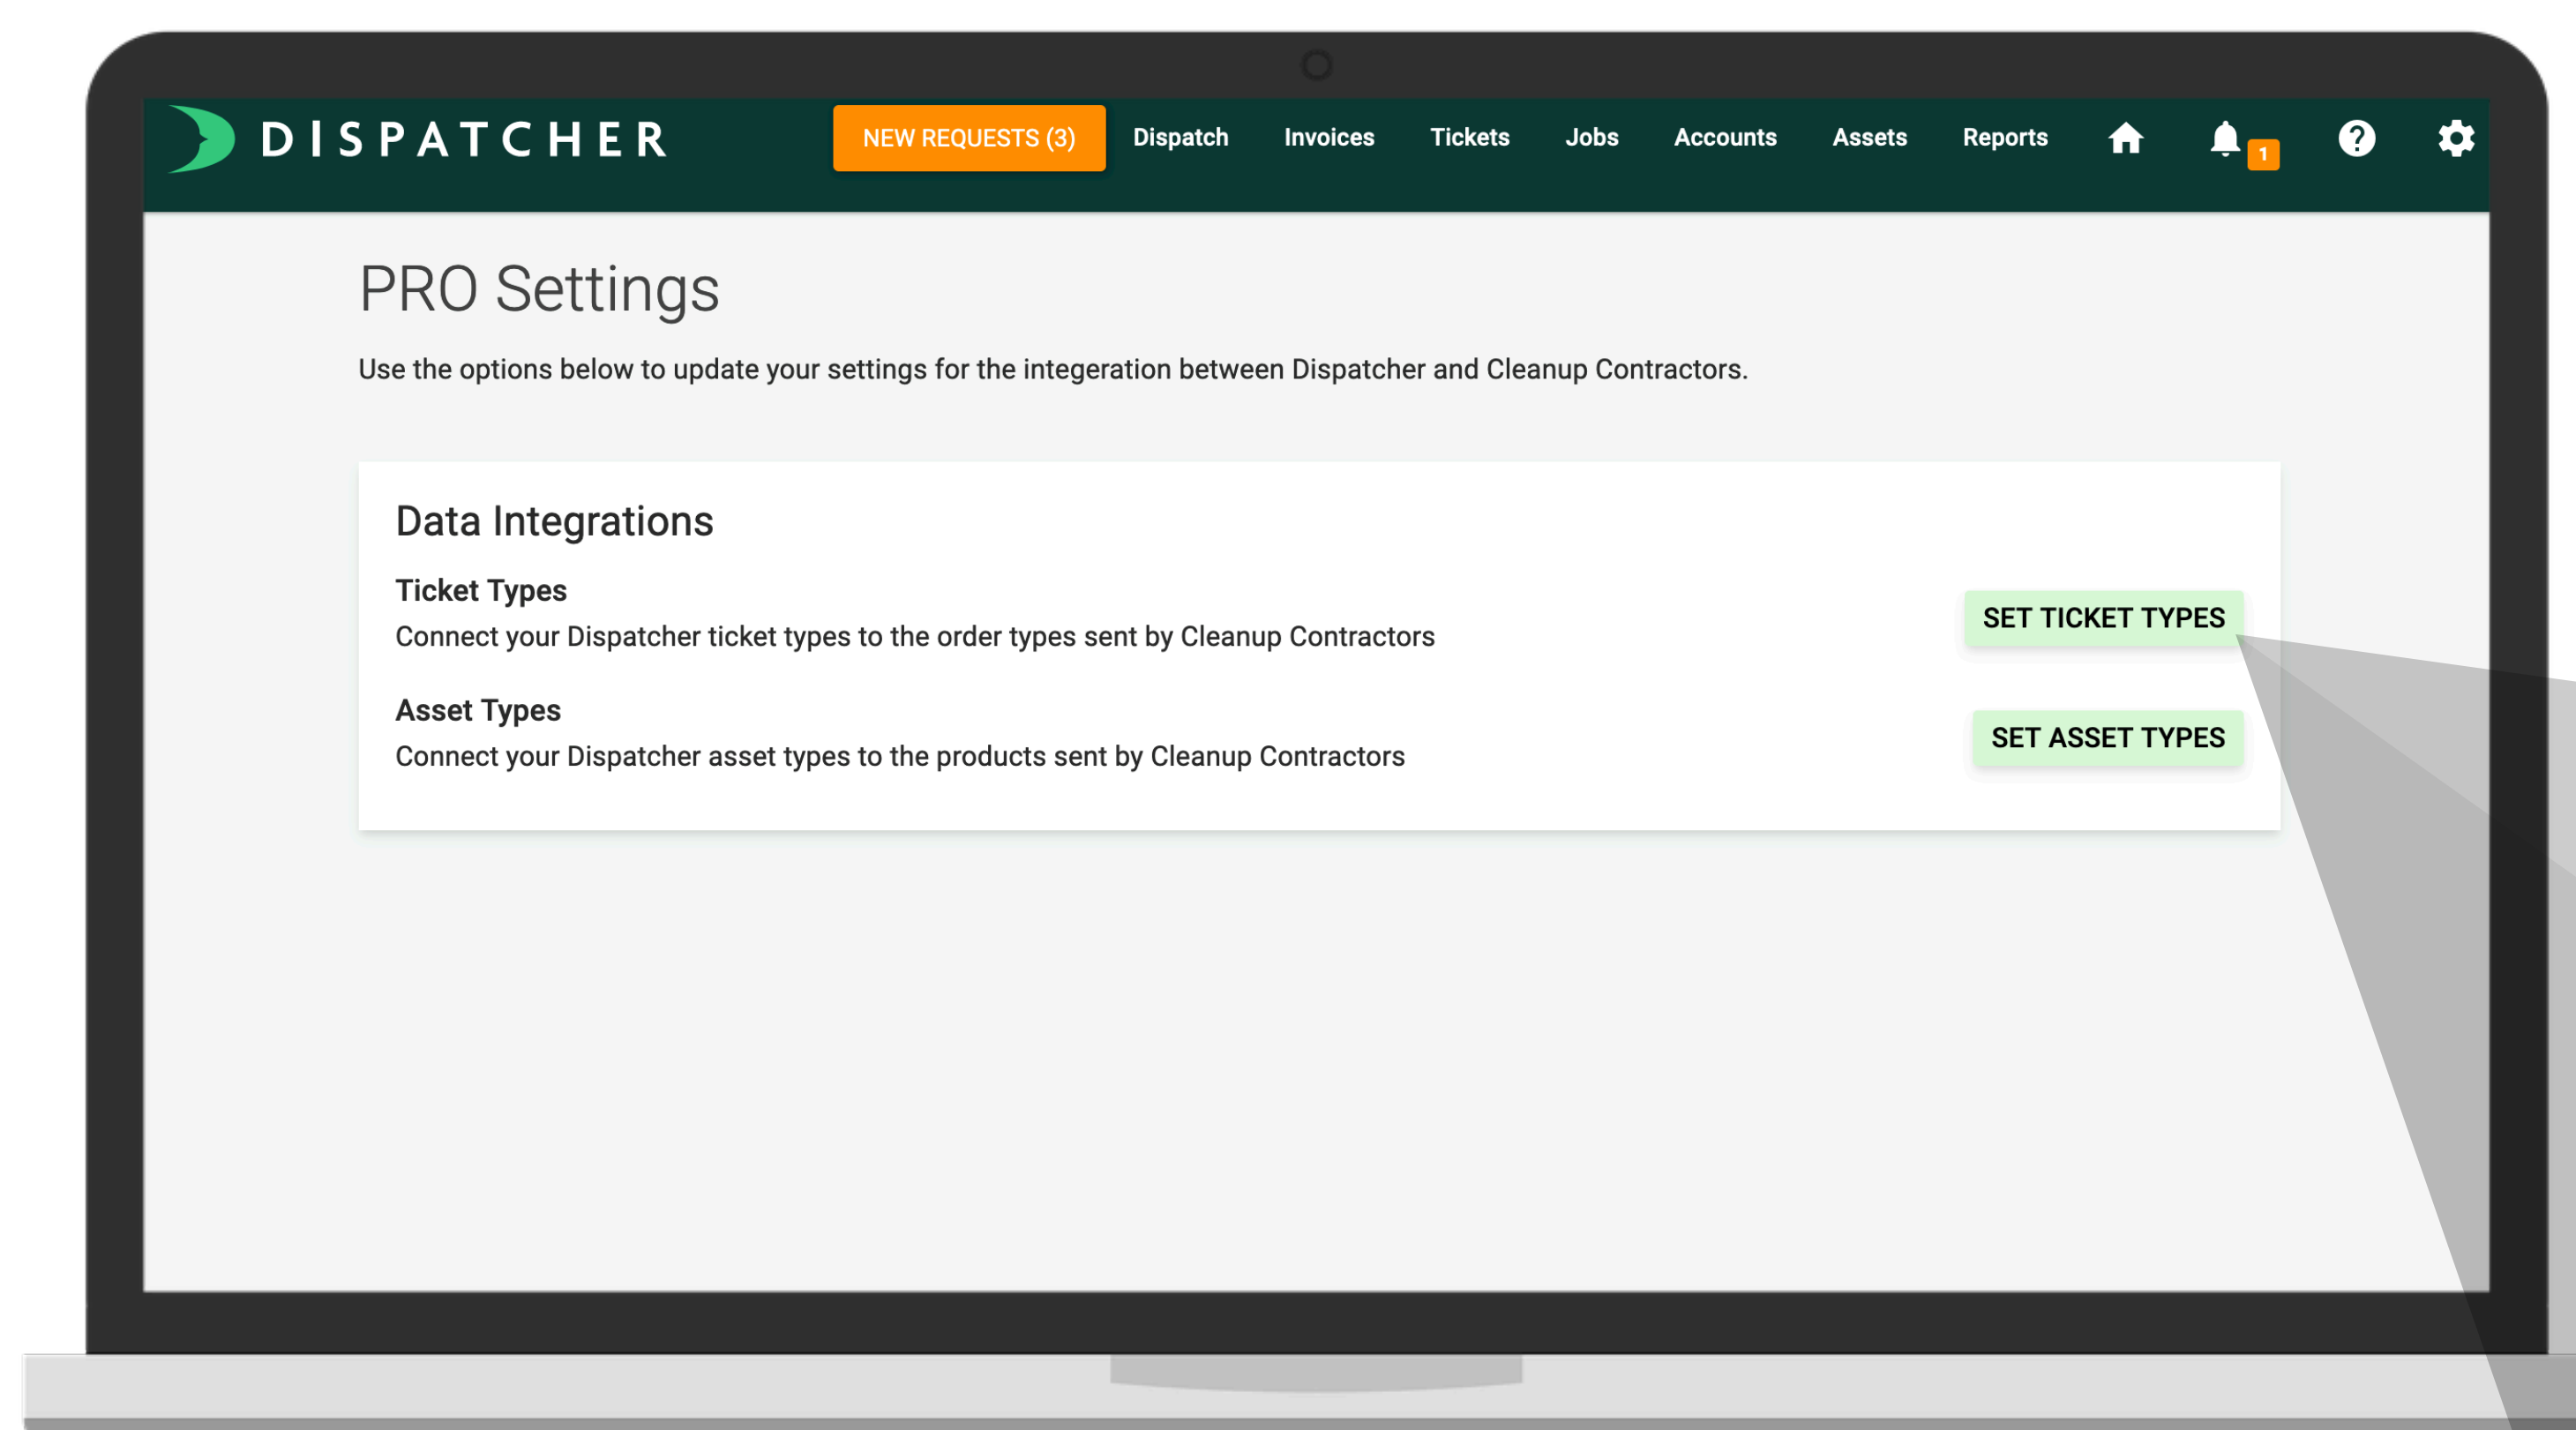 DISPATCHER
NEW REQUESTS (3) Dispatch Invoices Tickets Jobs Accounts Assets Reports 1 ?
PRO Settings
Use the options below to update your settings for the integeration between Dispatcher and Cleanup Contractors.
Data Integrations
Ticket Types
Connect your Dispatcher ticket types to the order types sent by Cleanup Contractors
SET TICKET TYPES
Asset Types
Connect your Dispatcher asset types to the products sent by Cleanup Contractors
SET ASSET TYPES